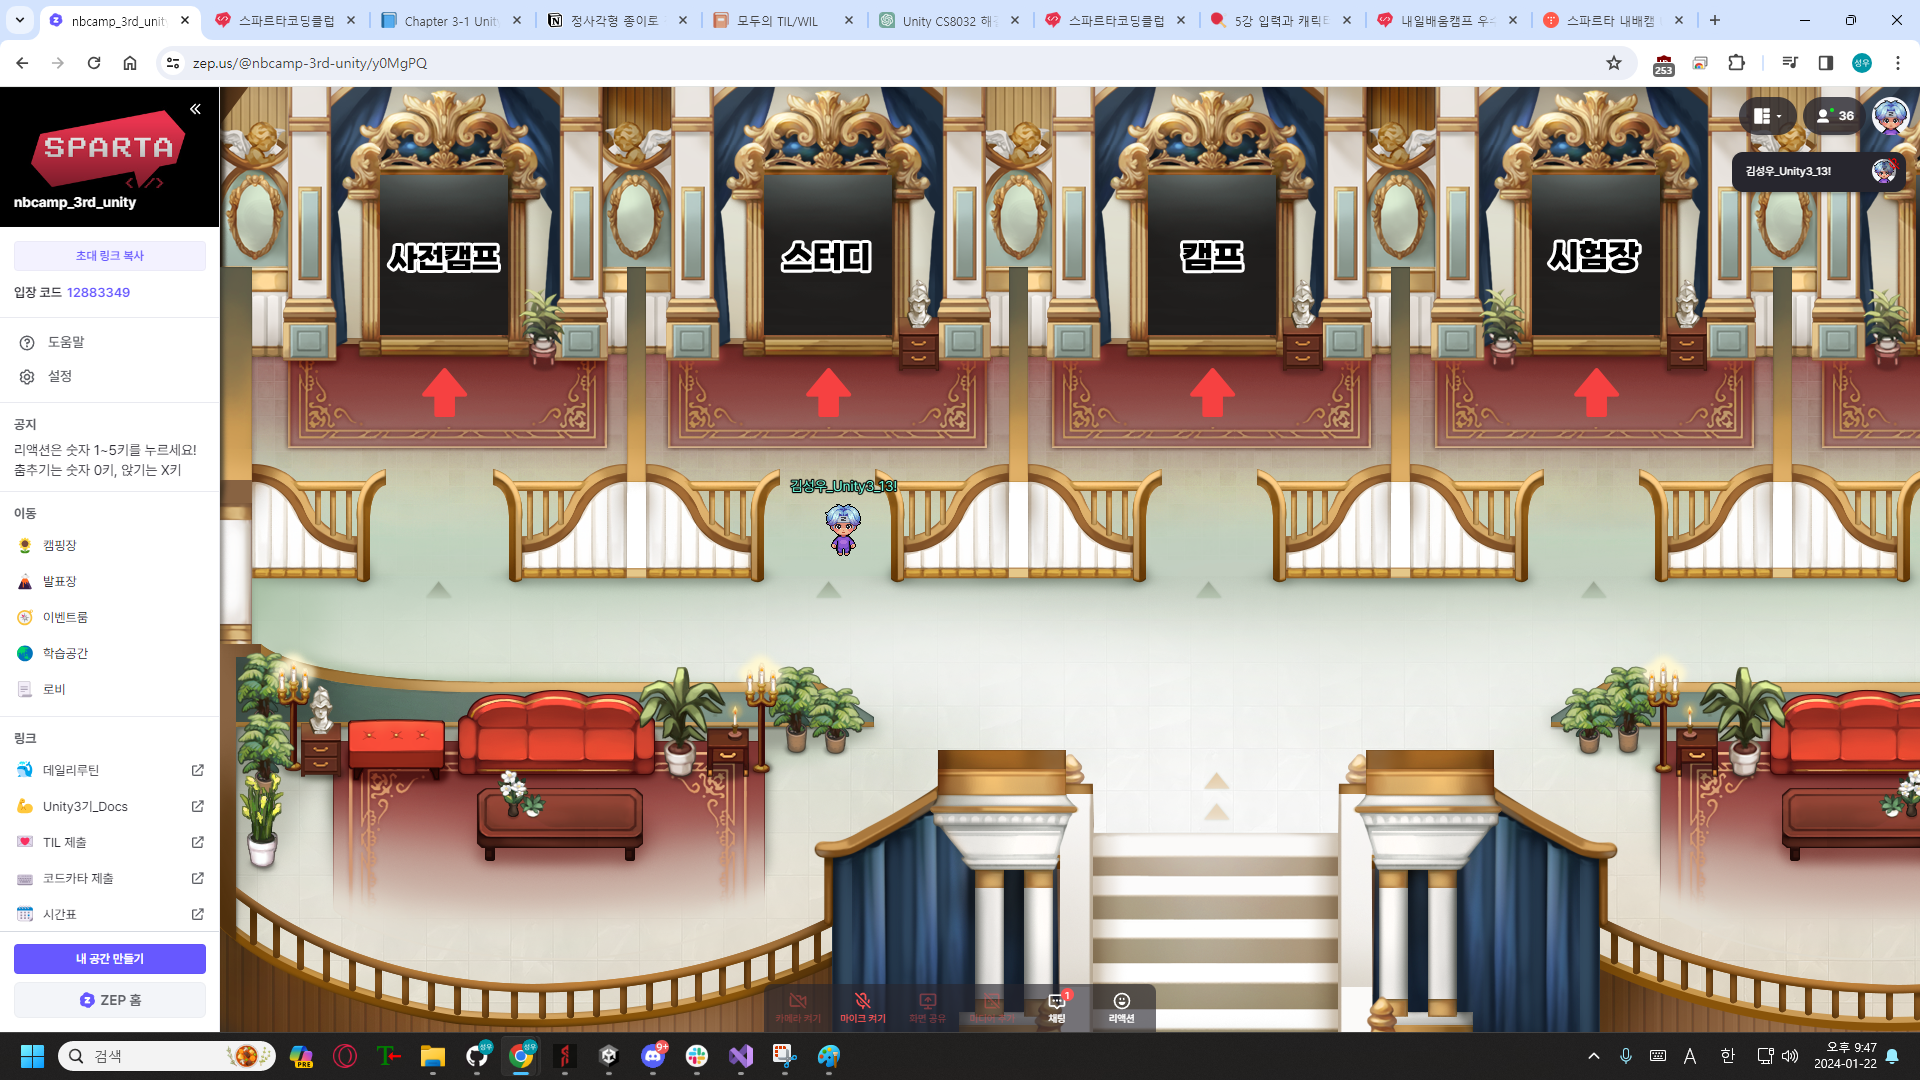 nbcamp_3rd_unity
스파르타코딩클럽
Chapter 3-1 Unity
정사각형 종이로
모두의 TIL/WIL
Unity CS8032 해
스파르타코딩클럽
5강 입력과 캐릭터
내일배움캠프 우수
스파르타 내배캠
zep.us/@nbcamp-3rd-unity/y0MgPQ
253
성우
SPARTA
</>
nbcamp_3rd_unity
초대 링크 복사
입장 코드 12883349
도움말
설정
공지
리액션은 숫자 1~5키를 누르세요!
춤추기는 숫자 0키, 앉기는 X키
이동
캠핑장
발표장
이벤트룸
학습공간
로비
링크
데일리루틴
Unity3기_Docs
TIL 제출
코드카타 제출
시간표
내 공간 만들기
ZEP 홈
36
김성우_Unity3_13!
사전캠프
스터디
캠프
시험장
김성우_Unity3_13!
카메라 켜기
마이크 켜기
화면 공유
1
채팅
리액션
검색
PRE
성우
성우
9+
A
한
오후 9:47
2024-01-22